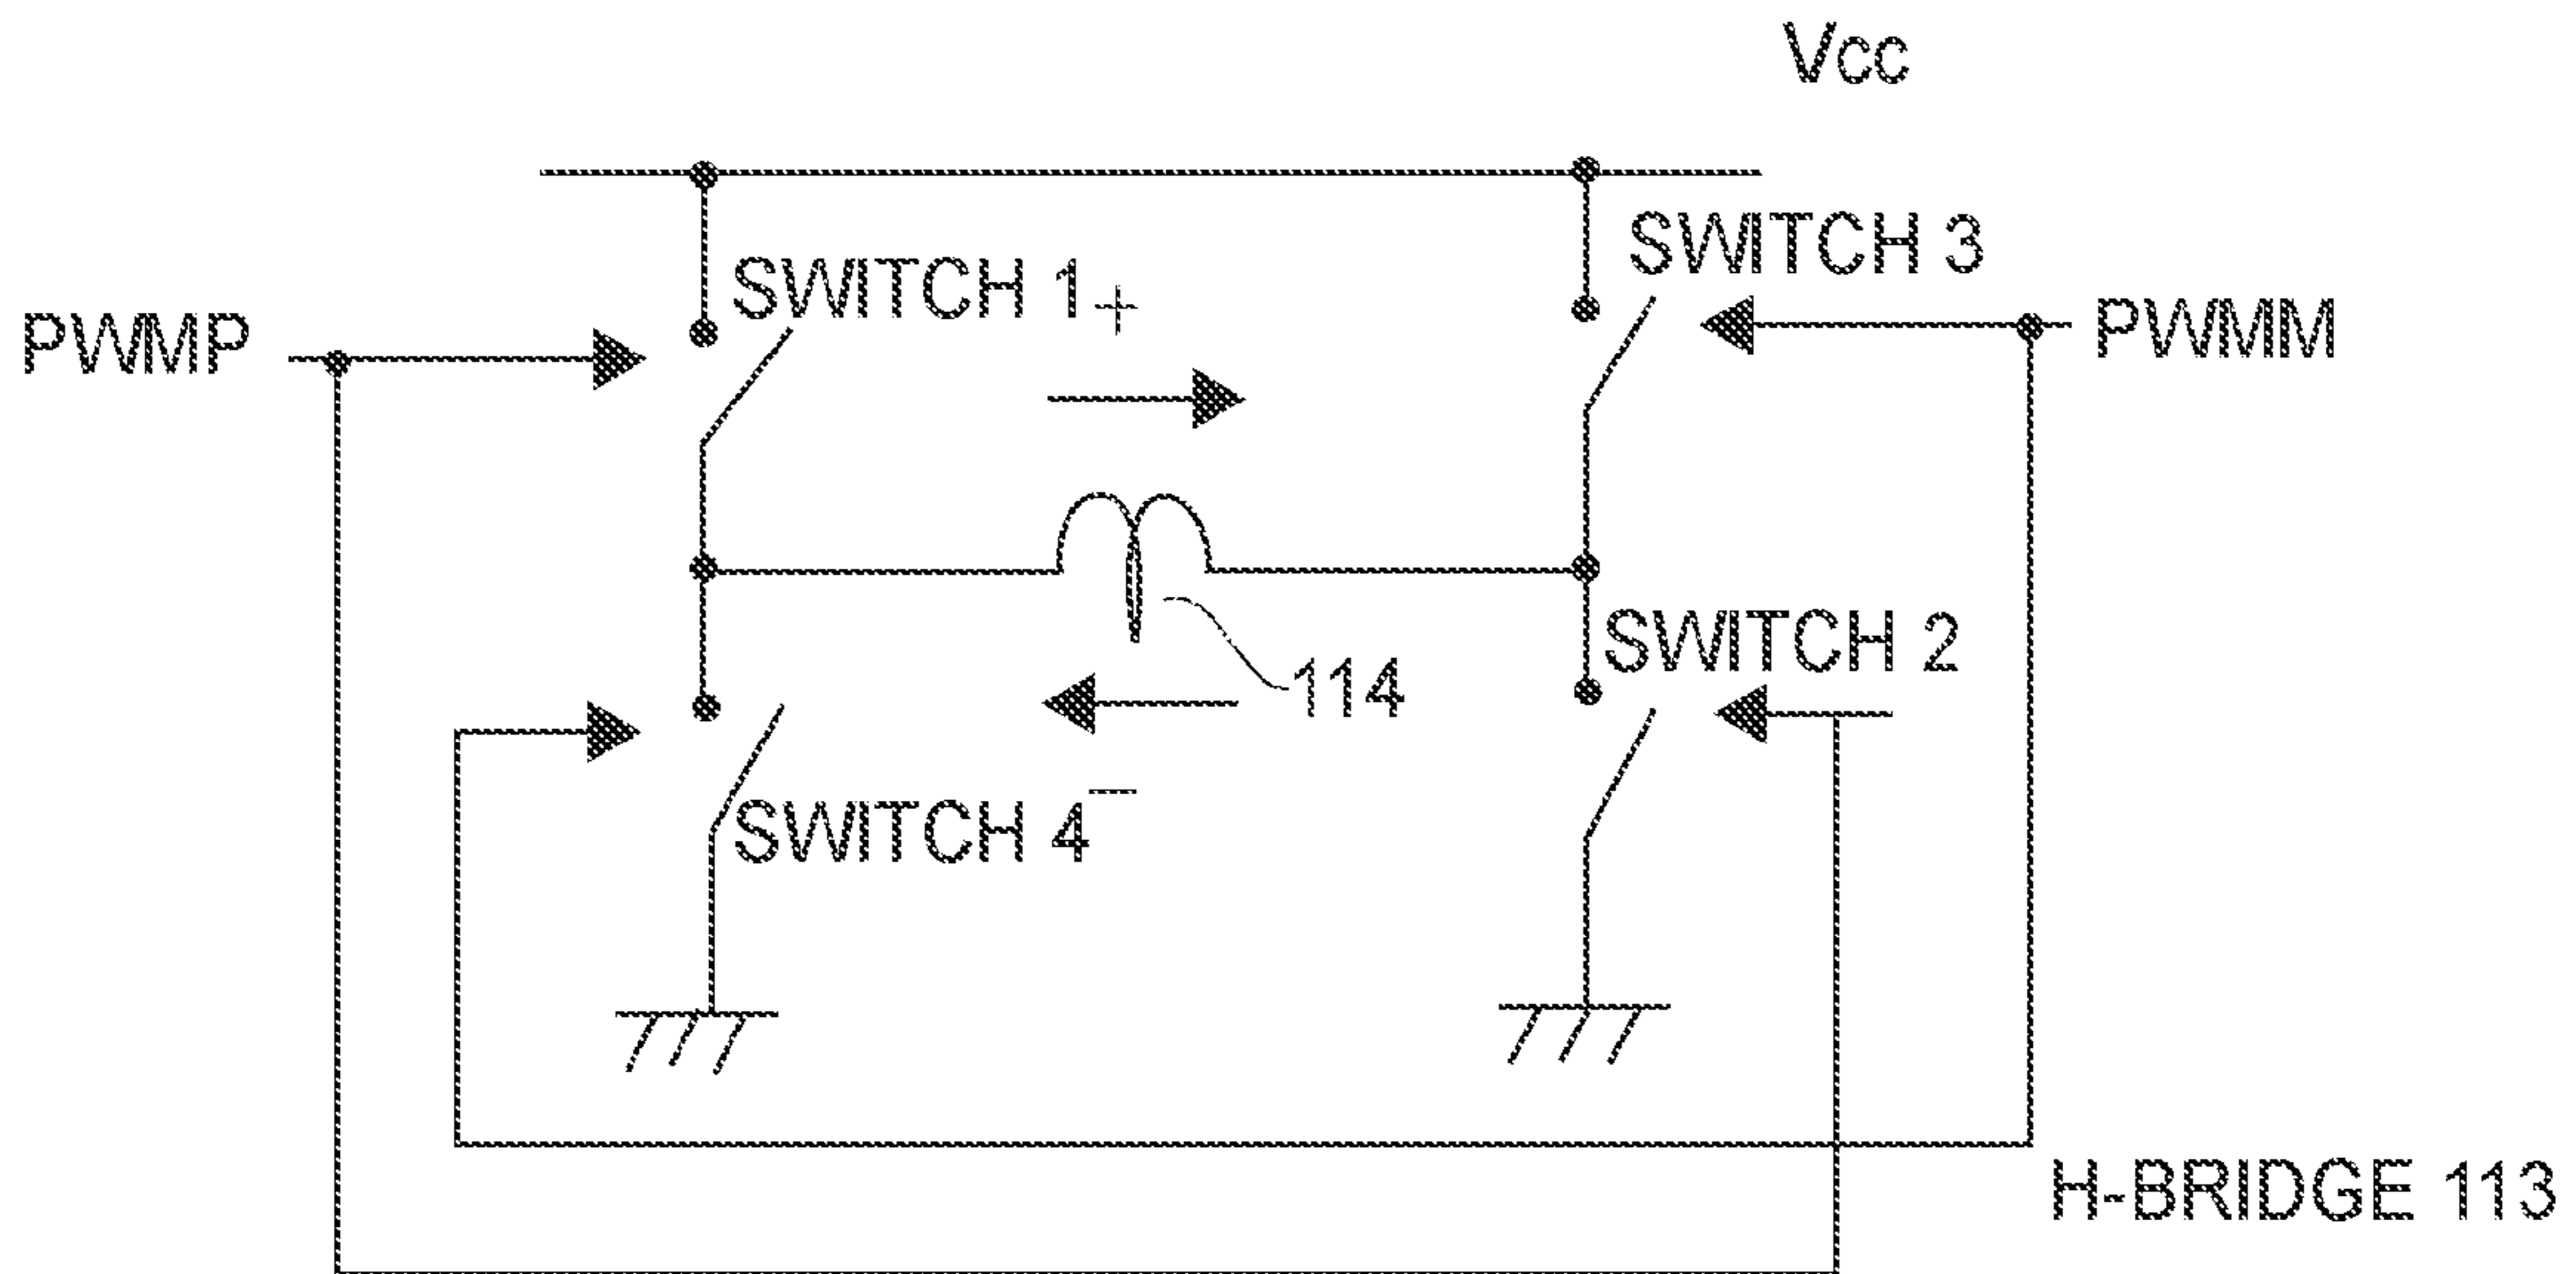 Vcc
SWITCH 3
SWITCH 1 +
PWMP
PWMM
SWITCH 2
114
SWITCH 4 −
H-BRIDGE 113